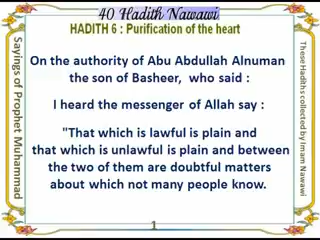 40 Hadith Nawawi
HADITH 6 : Purification of the heart
Sayings of Prophet Muhammad
On the authority of Abu Abdullah Alnuman
the son of Basheer, who said :
I heard the messenger of Allah say :
"That which is lawful is plain and
that which is unlawful is plain and between
the two of them are doubtful matters
about which not many people know.
These Hadiths collected by Imam Nawawi
1